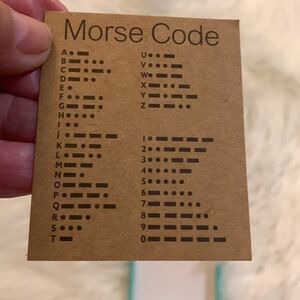 Morse Code
A •—
B —•••
C —•—•
D —••
E •
F ••—•
G ——•
H ••••
I ••
J •———
K —•—
L •—••
M ——
N —•
O ———
P •——•
Q ——•—
R •—•
S •••
T —
U ••—
V •••—
W •——
X —••—
Y —•——
Z ——••
1 •————
2 ••———
3 •••——
4 ••••—
5 •••••
6 —••••
7 ——•••
8 ———••
9 ————•
0 —————